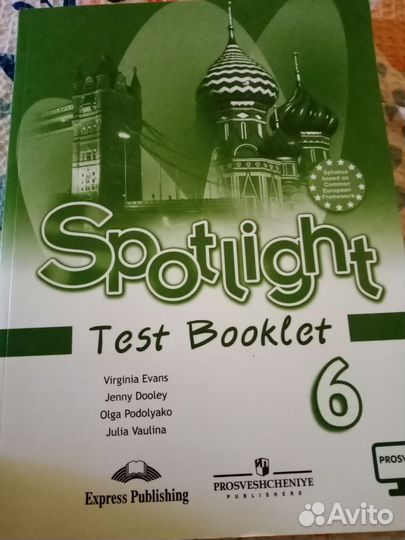 Syllabus
based on
Common
European
Framework
Spotlight
Test Booklet
6
Virginia Evans
Jenny Dooley
Olga Podolyako
Julia Vaulina
Express Publishing
PROSVESHCHENIYE
PUBLISHERS
PROSV
Avito